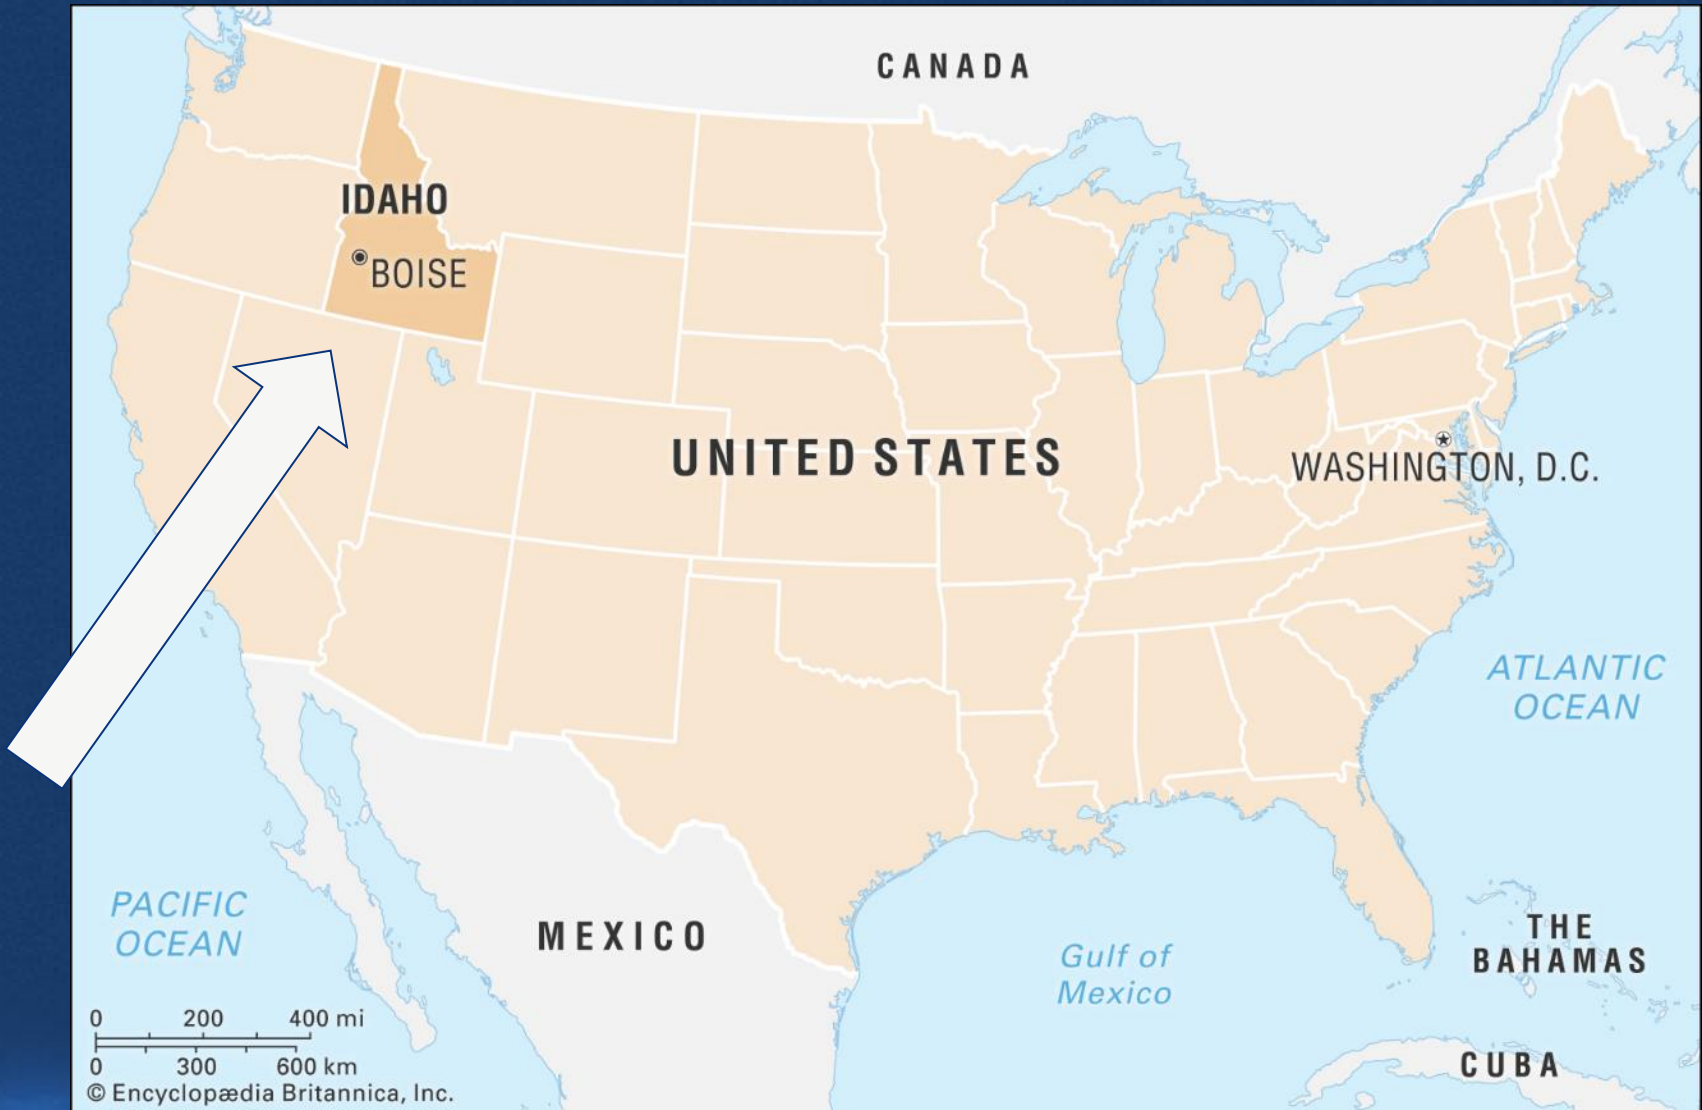 CANADA
IDAHO
BOISE
UNITED STATES
WASHINGTON, D.C.
ATLANTIC
OCEAN
PACIFIC
OCEAN
MEXICO
Gulf of
Mexico
THE
BAHAMAS
0 200 400 mi
0 300 600 km
CUBA
© Encyclopædia Britannica, Inc.